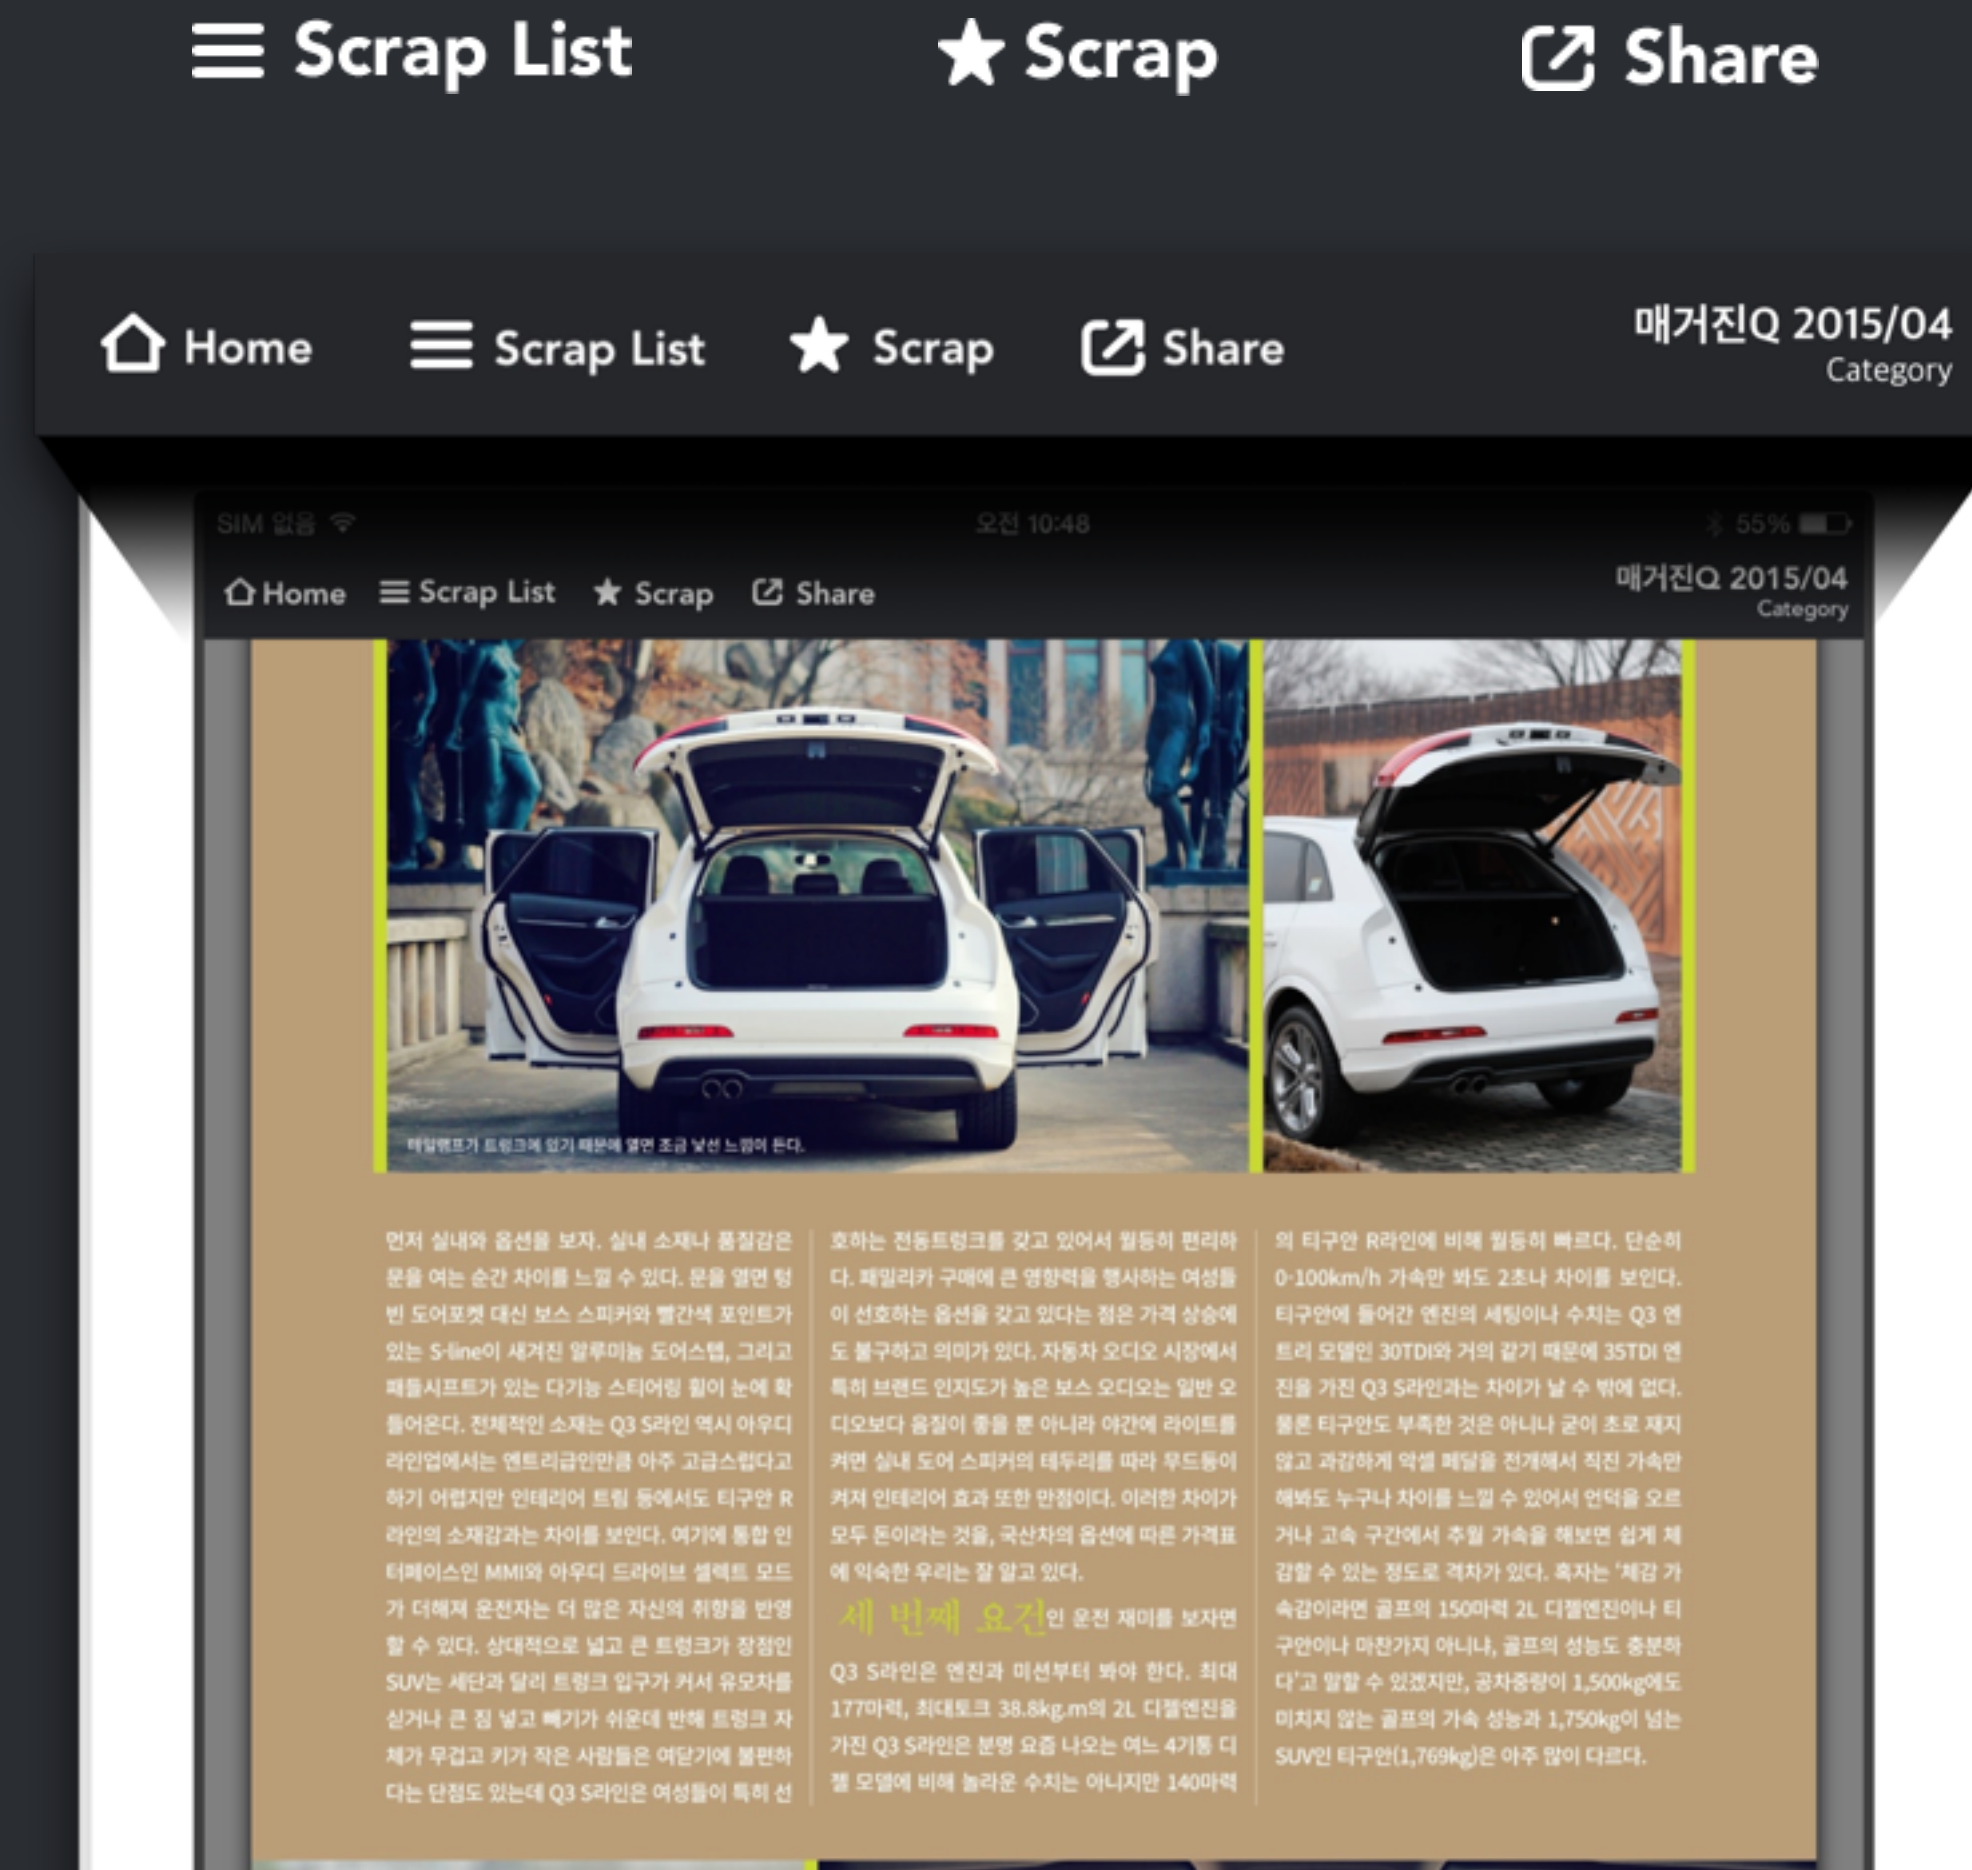 Scrap List
Scrap
Share
Home
Scrap List
Scrap
Share
매거진Q 2015/04
Category
SIM 없음
오전 10:48
55%
Home
Scrap List
Scrap
Share
매거진Q 2015/04
Category
테일램프가 트렁크에 있기 때문에 열면 조금 낯선 느낌이 든다.
먼저 실내와 옵션을 보자. 실내 소재나 품질감은
문을 여는 순간 차이를 느낄 수 있다. 문을 열면 텅
빈 도어포켓 대신 보스 스피커와 빨간색 포인트가
있는 S-line이 새겨진 알루미늄 도어스텝, 그리고
패들시프트가 있는 다기능 스티어링 휠이 눈에 확
들어온다. 전체적인 소재는 Q3 S라인 역시 아우디
라인업에서는 엔트리급인만큼 아주 고급스럽다고
하기 어렵지만 인테리어 트림 등에서도 티구안 R
라인의 소재감과는 차이를 보인다. 여기에 통합 인
터페이스인 MMI와 아우디 드라이브 셀렉트 모드
가 더해져 운전자는 더 많은 자신의 취향을 반영
할 수 있다. 상대적으로 넓고 큰 트렁크가 장점인
SUV는 세단과 달리 트렁크 입구가 커서 유모차를
싣거나 큰 짐 넣고 빼기가 쉬운데 반해 트렁크 자
체가 무겁고 키가 작은 사람들은 여닫기에 불편하
다는 단점도 있는데 Q3 S라인은 여성들이 특히 선
호하는 전동트렁크를 갖고 있어서 월등히 편리하
다. 패밀리카 구매에 큰 영향력을 행사하는 여성들
이 선호하는 옵션을 갖고 있다는 점은 가격 상승에
도 불구하고 의미가 있다. 자동차 오디오 시장에서
특히 브랜드 인지도가 높은 보스 오디오는 일반 오
디오보다 음질이 좋을 뿐 아니라 야간에 라이트를
켜면 실내 도어 스피커의 테두리를 따라 무드등이
켜져 인테리어 효과 또한 만점이다. 이러한 차이가
모두 돈이라는 것을, 국산차의 옵션에 따른 가격표
에 익숙한 우리는 잘 알고 있다.
세 번째 요건인 운전 재미를 보자면
Q3 S라인은 엔진과 미션부터 봐야 한다. 최대
177마력, 최대토크 38.8kg.m의 2L 디젤엔진을
가진 Q3 S라인은 분명 요즘 나오는 여느 4기통 디
젤 모델에 비해 놀라운 수치는 아니지만 140마력
의 티구안 R라인에 비해 월등히 빠르다. 단순히
0-100km/h 가속만 봐도 2초나 차이를 보인다.
티구안에 들어간 엔진의 세팅이나 수치는 Q3 엔
트리 모델인 30TDI와 거의 같기 때문에 35TDI 엔
진을 가진 Q3 S라인과는 차이가 날 수 밖에 없다.
물론 티구안도 부족한 것은 아니나 굳이 초로 재지
않고 과감하게 악셀 페달을 전개해서 직진 가속만
해봐도 누구나 차이를 느낄 수 있어서 언덕을 오르
거나 고속 구간에서 추월 가속을 해보면 쉽게 체
감할 수 있는 정도로 격차가 있다. 혹자는 ‘체감 가
속감이라면 골프의 150마력 2L 디젤엔진이나 티
구안이나 마찬가지 아니냐, 골프의 성능도 충분하
다’고 말할 수 있겠지만, 공차중량이 1,500kg에도
미치지 않는 골프의 가속 성능과 1,750kg이 넘는
SUV인 티구안(1,769kg)은 아주 많이 다르다.